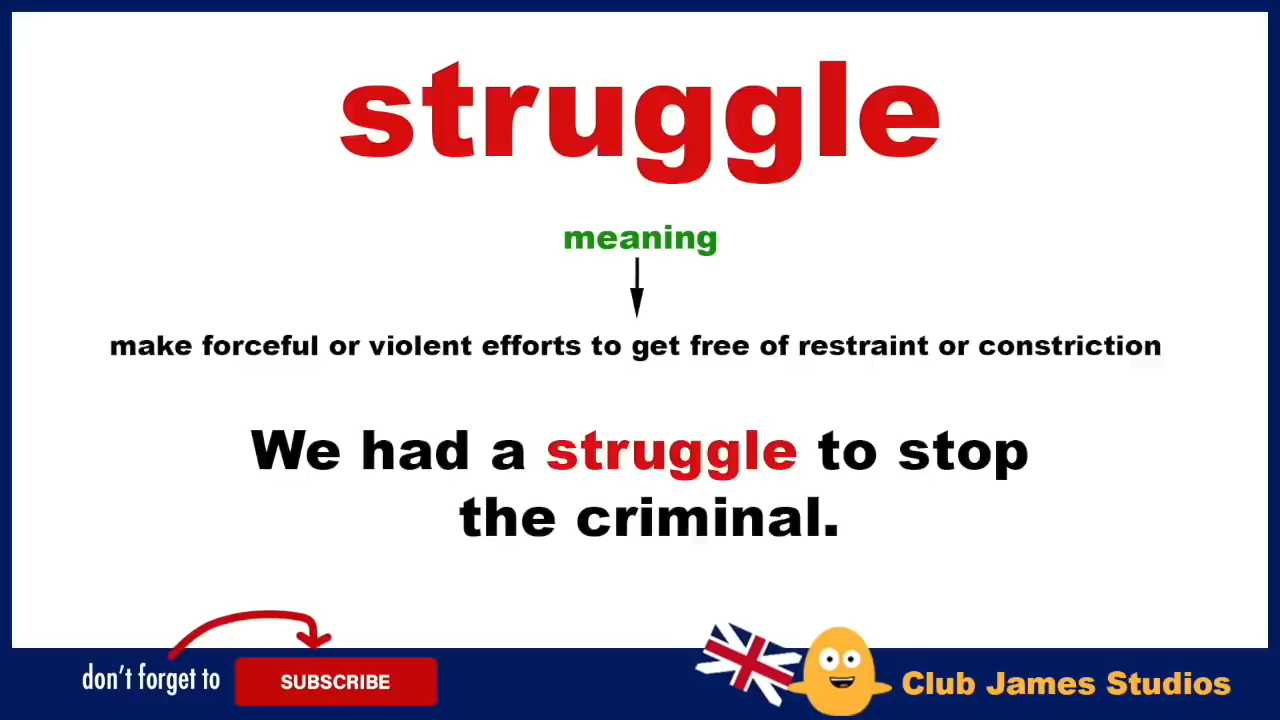 struggle
meaning
make forceful or violent efforts to get free of restraint or constriction
We had a struggle to stop
the criminal.
don't forget to
SUBSCRIBE
Club James Studios